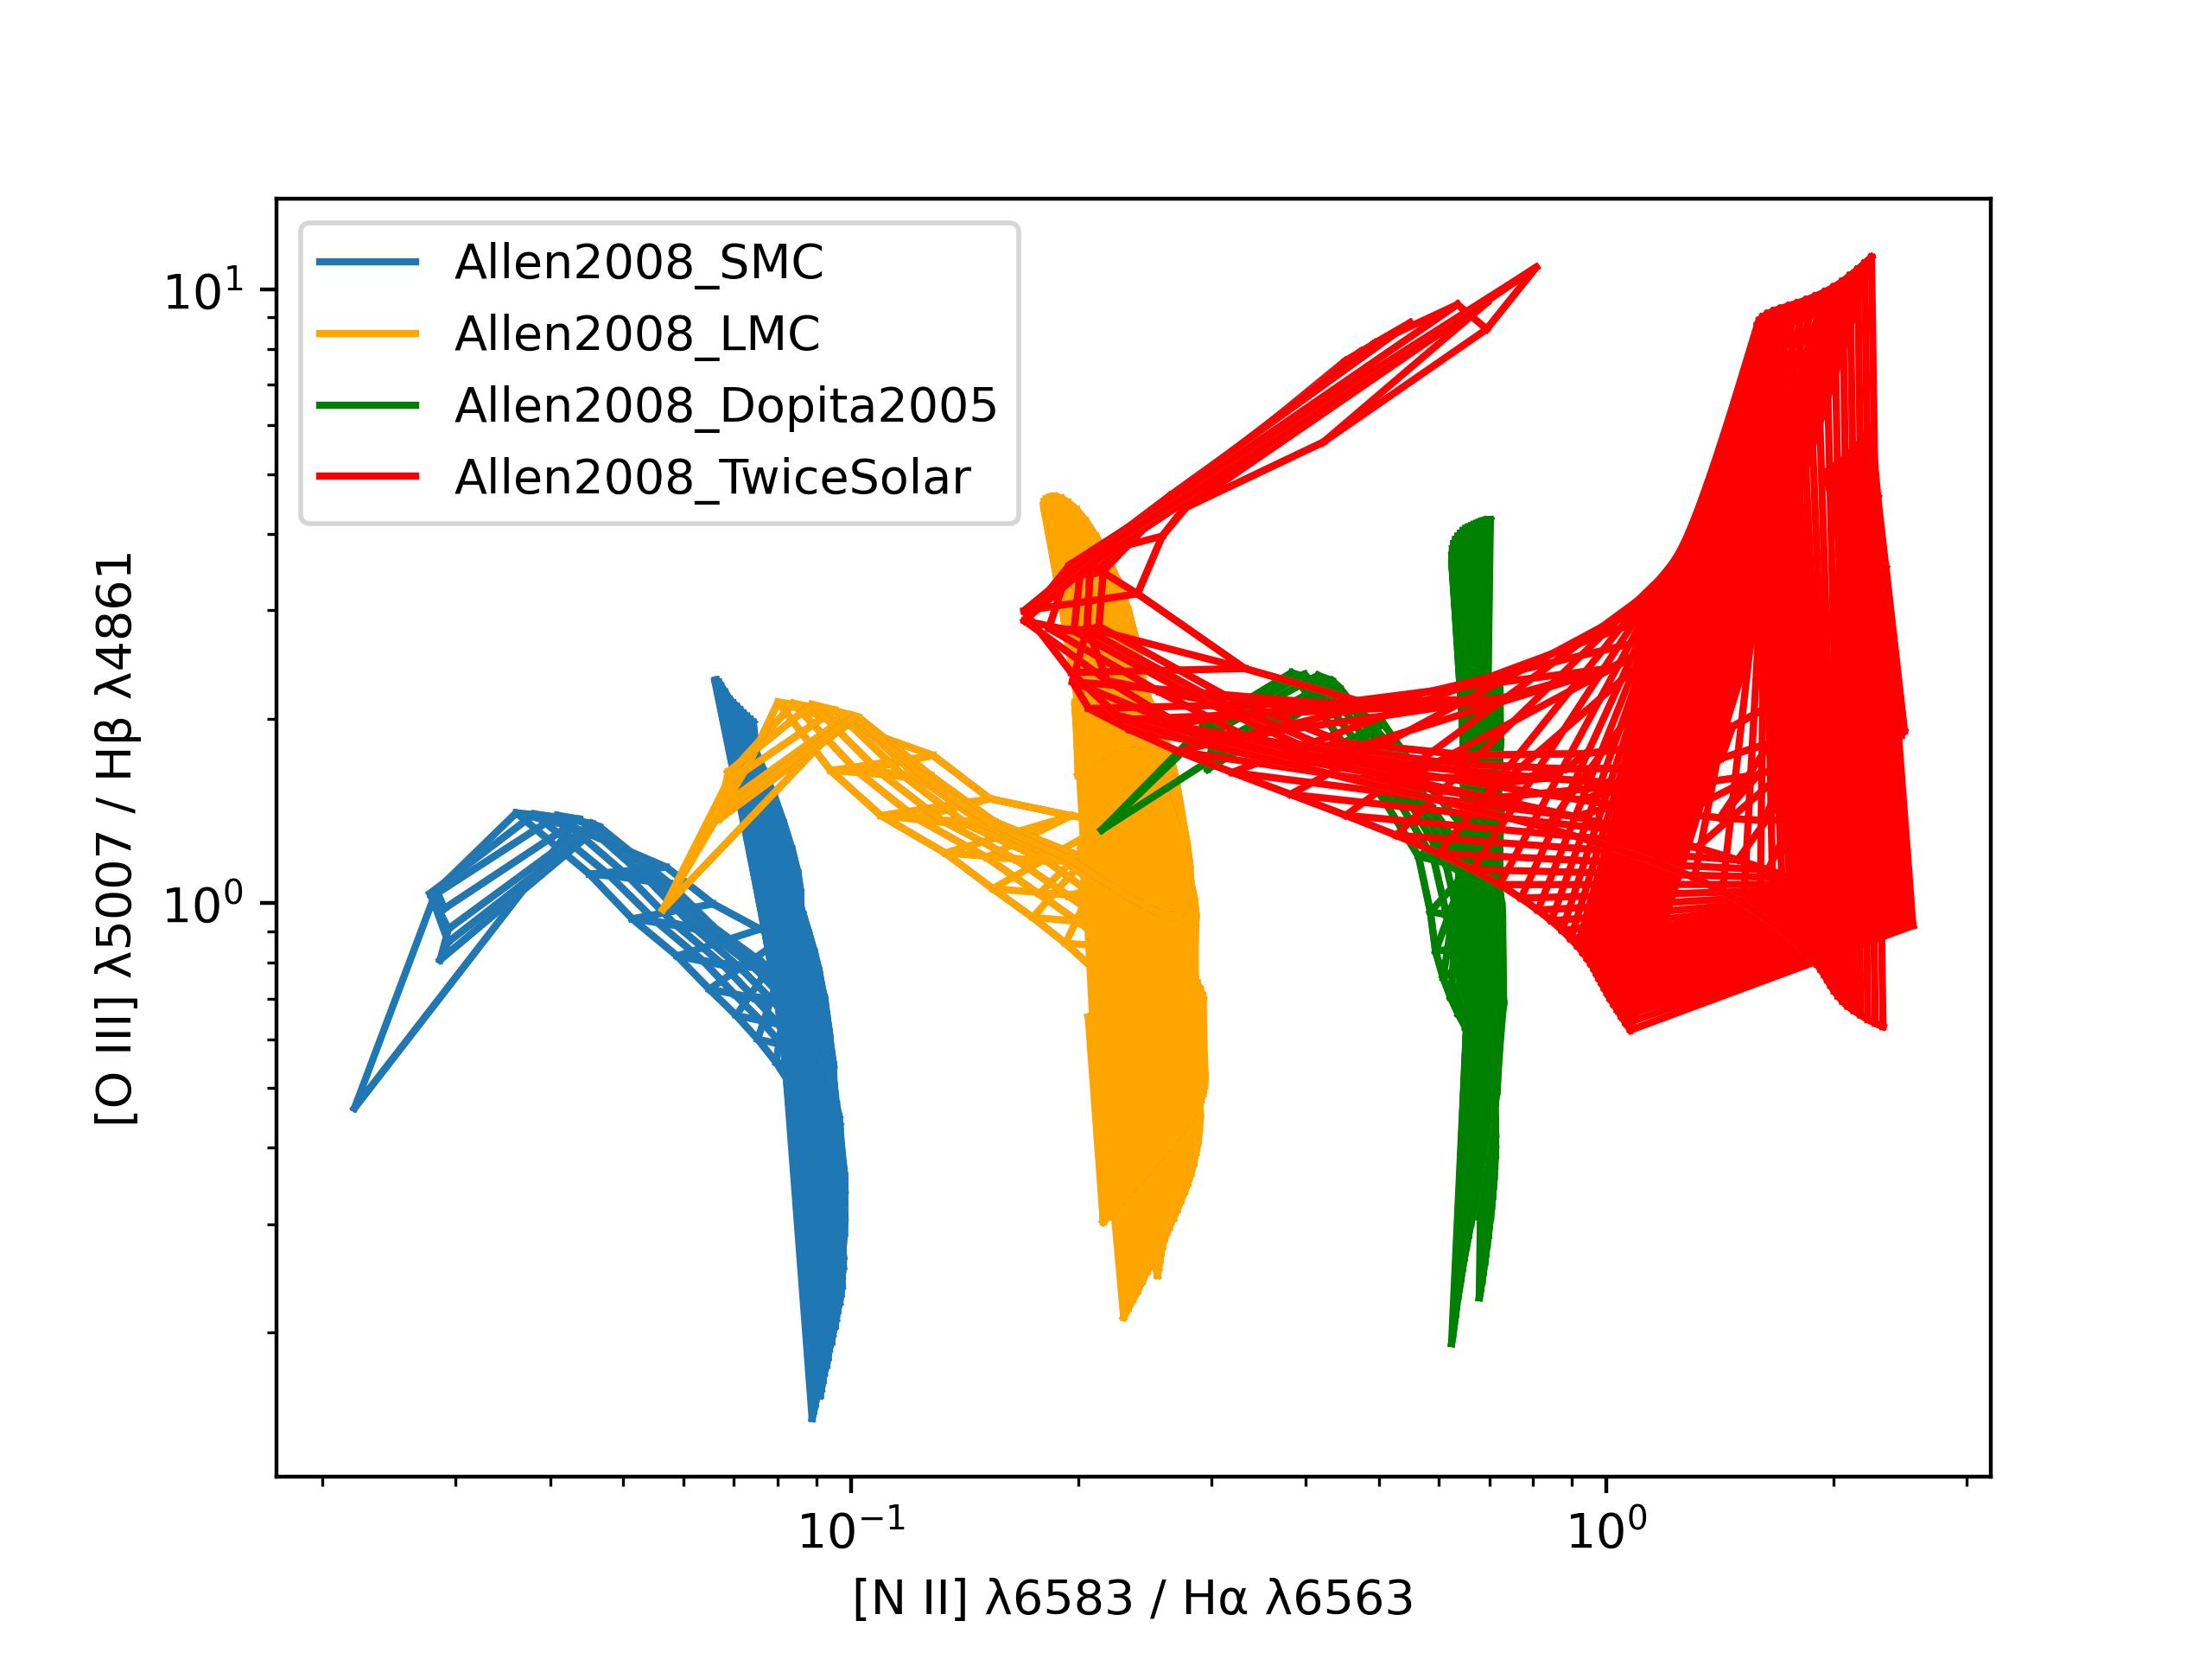 Allen2008_SMC
Allen2008_LMC
Allen2008_Dopita2005
Allen2008_TwiceSolar
10¹
10⁰
[O III] λ5007 / Hβ λ4861
10⁻¹
10⁰
[N II] λ6583 / Hα λ6563